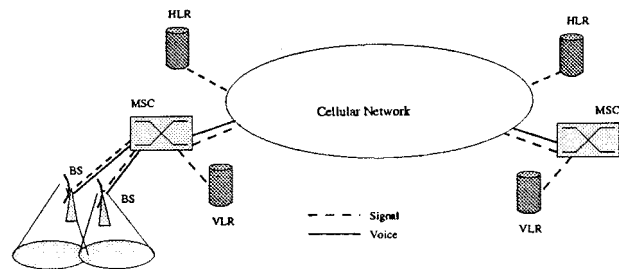 HLR
HLR
MSC
Cellular Network
MSC
BS
BS
VLR
VLR
Signal
Voice